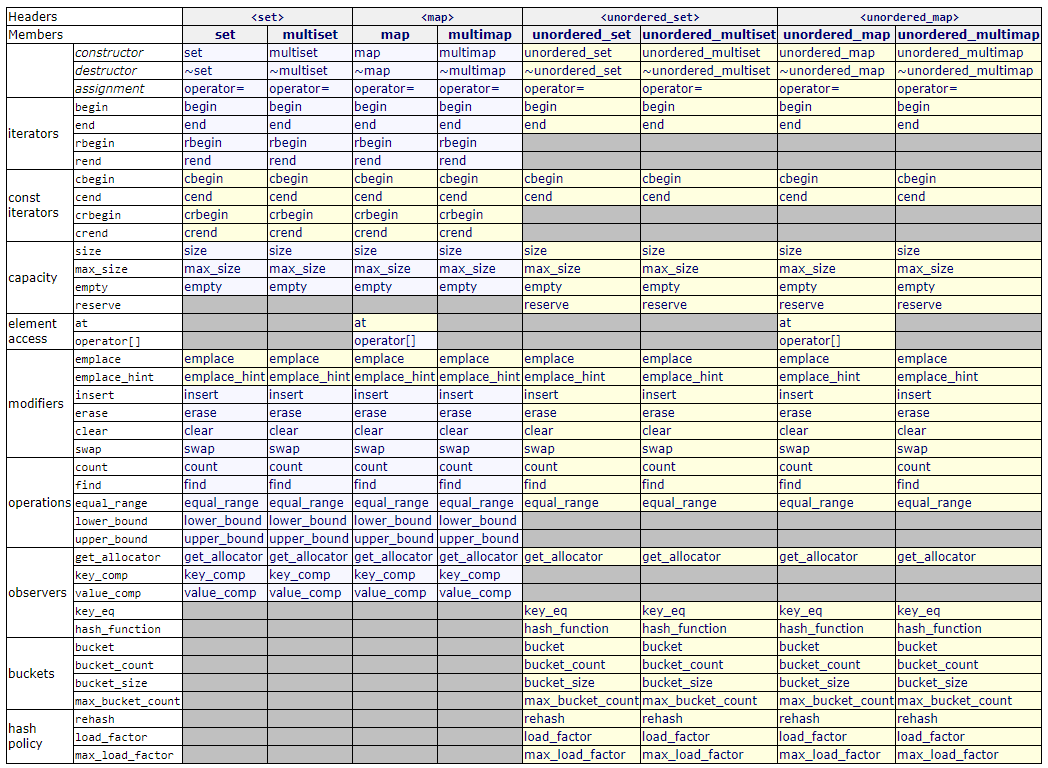 Headers <set> <map> <unordered_set> <unordered_map>
Members set multiset map multimap unordered_set unordered_multiset unordered_map unordered_multimap
constructor set multiset map multimap unordered_set unordered_multiset unordered_map unordered_multimap
destructor ~set ~multiset ~map ~multimap ~unordered_set ~unordered_multiset ~unordered_map ~unordered_multimap
assignment operator= operator= operator= operator= operator= operator= operator= operator=
iterators
begin begin begin begin begin begin begin begin begin
end end end end end end end end end
rbegin rbegin rbegin rbegin rbegin
rend rend rend rend rend
const
iterators
cbegin cbegin cbegin cbegin cbegin cbegin cbegin cbegin cbegin
cend cend cend cend cend cend cend cend cend
crbegin crbegin crbegin crbegin crbegin
crend crend crend crend crend
capacity
size size size size size size size size size
max_size max_size max_size max_size max_size max_size max_size max_size max_size
empty empty empty empty empty empty empty empty empty
reserve reserve reserve reserve reserve
element
access
at at at
operator[] operator[] operator[]
modifiers
emplace emplace emplace emplace emplace emplace emplace emplace emplace
emplace_hint emplace_hint emplace_hint emplace_hint emplace_hint emplace_hint emplace_hint emplace_hint emplace_hint
insert insert insert insert insert insert insert insert insert
erase erase erase erase erase erase erase erase erase
clear clear clear clear clear clear clear clear clear
swap swap swap swap swap swap swap swap swap
operations
count count count count count count count count count
find find find find find find find find find
equal_range equal_range equal_range equal_range equal_range equal_range equal_range equal_range equal_range
lower_bound lower_bound lower_bound lower_bound lower_bound
upper_bound upper_bound upper_bound upper_bound upper_bound
observers
get_allocator get_allocator get_allocator get_allocator get_allocator get_allocator get_allocator get_allocator get_allocator
key_comp key_comp key_comp key_comp key_comp
value_comp value_comp value_comp value_comp value_comp
key_eq key_eq key_eq key_eq key_eq
hash_function hash_function hash_function hash_function hash_function
buckets
bucket bucket bucket bucket bucket
bucket_count bucket_count bucket_count bucket_count bucket_count
bucket_size bucket_size bucket_size bucket_size bucket_size
max_bucket_count max_bucket_count max_bucket_count max_bucket_count max_bucket_count
hash
policy
rehash rehash rehash rehash rehash
load_factor load_factor load_factor load_factor load_factor
max_load_factor max_load_factor max_load_factor max_load_factor max_load_factor